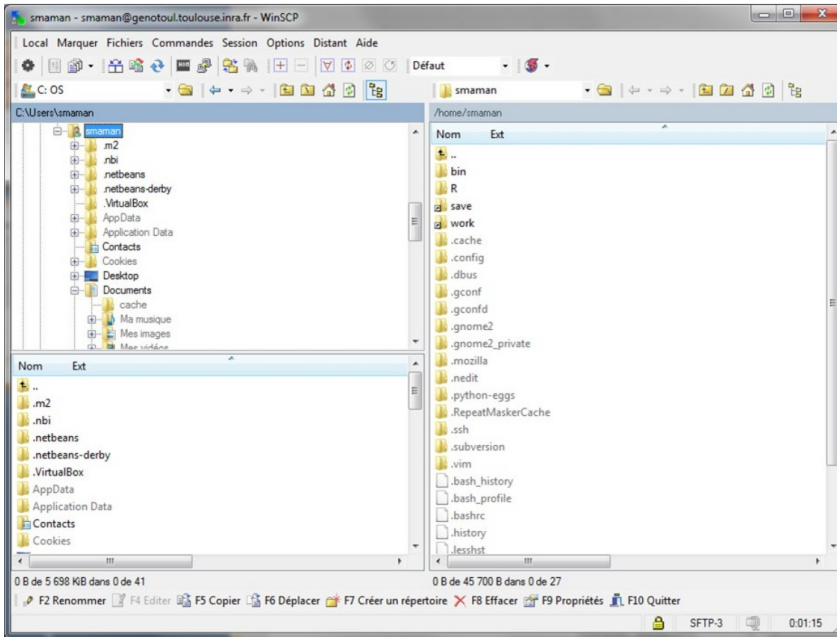 smaman - smaman@genotoul.toulouse.inra.fr - WinSCP
Local Marquer Fichiers Commandes Session Options Distant Aide
Défaut
C: OS
smaman
C:\Users\smaman
/home/smaman
smaman
.m2
.nbi
.netbeans
.netbeans-derby
.VirtualBox
AppData
Application Data
Contacts
Cookies
Desktop
Documents
cache
Ma musique
Mes images
Mes vidéos
Nom Ext
..
.m2
.nbi
.netbeans
.netbeans-derby
.VirtualBox
AppData
Application Data
Contacts
Cookies
Nom Ext
..
bin
R
save
work
.cache
.config
.dbus
.gconf
.gconfd
.gnome2
.gnome2_private
.mozilla
.nedit
.python-eggs
.RepeatMaskerCache
.ssh
.subversion
.vim
.bash_history
.bash_profile
.bashrc
.history
.lesshst
0 B de 5 698 KiB dans 0 de 41
0 B de 45 700 B dans 0 de 27
F2 Renommer F4 Editer F5 Copier F6 Déplacer F7 Créer un répertoire F8 Effacer F9 Propriétés F10 Quitter
SFTP-3 0:01:15